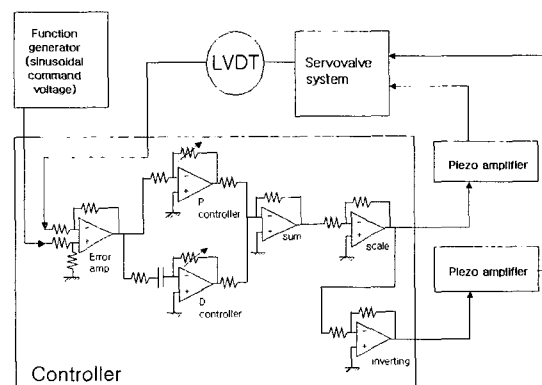 Function
generator
(sinusoidal
command
voltage)
LVDT
Servovalve
system
Piezo amplifier
P
controller
Error
amp
sum
scale
D
controller
Piezo amplifier
inverting
Controller